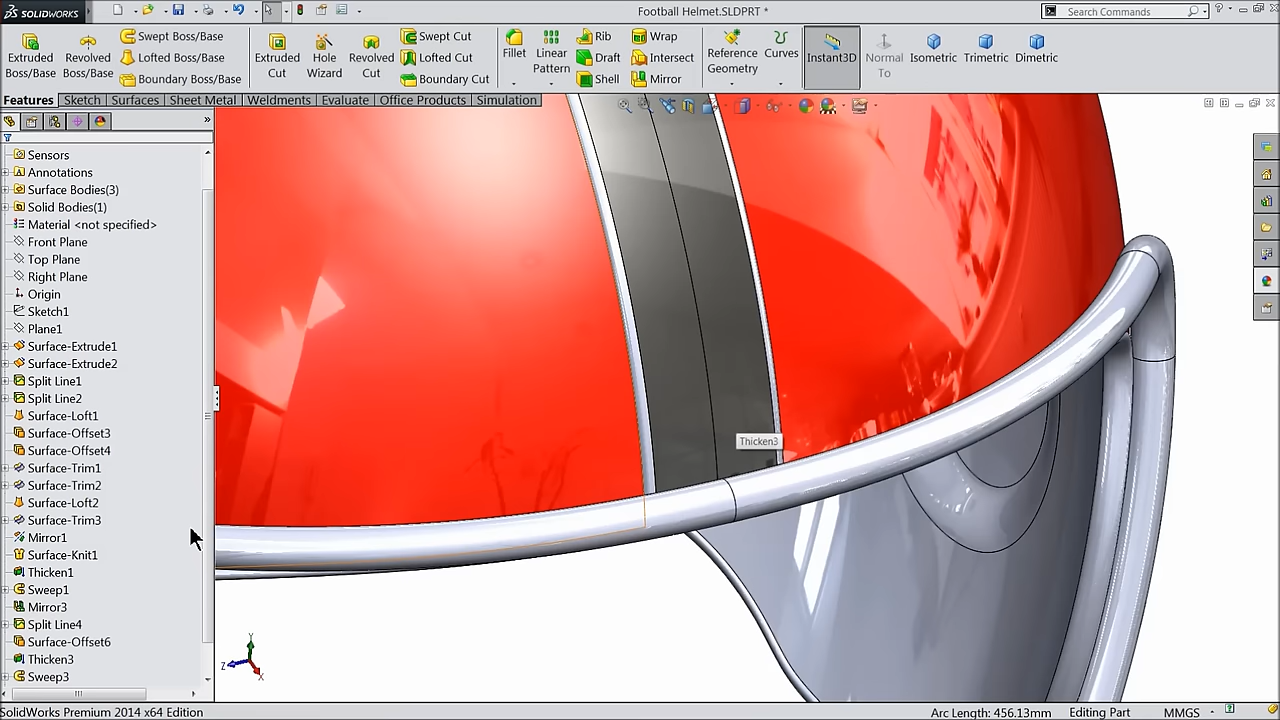 SOLIDWORKS
Football Helmet.SLDPRT *
Search Commands
Extruded Boss/Base
Revolved Boss/Base
Swept Boss/Base
Lofted Boss/Base
Boundary Boss/Base
Extruded Cut
Hole Wizard
Revolved Cut
Swept Cut
Lofted Cut
Boundary Cut
Fillet
Linear Pattern
Rib
Draft
Shell
Wrap
Intersect
Mirror
Reference Geometry
Curves
Instant3D
Normal To
Isometric
Trimetric
Dimetric
Features
Sketch
Surfaces
Sheet Metal
Weldments
Evaluate
Office Products
Simulation
Sensors
Annotations
Surface Bodies(3)
Solid Bodies(1)
Material <not specified>
Front Plane
Top Plane
Right Plane
Origin
Sketch1
Plane1
Surface-Extrude1
Surface-Extrude2
Split Line1
Split Line2
Surface-Loft1
Surface-Offset3
Surface-Offset4
Surface-Trim1
Surface-Trim2
Surface-Loft2
Surface-Trim3
Mirror1
Surface-Knit1
Thicken1
Sweep1
Mirror3
Split Line4
Surface-Offset6
Thicken3
Sweep3
Thicken3
Y
Z
X
SolidWorks Premium 2014 x64 Edition
Arc Length: 456.13mm
Editing Part
MMGS